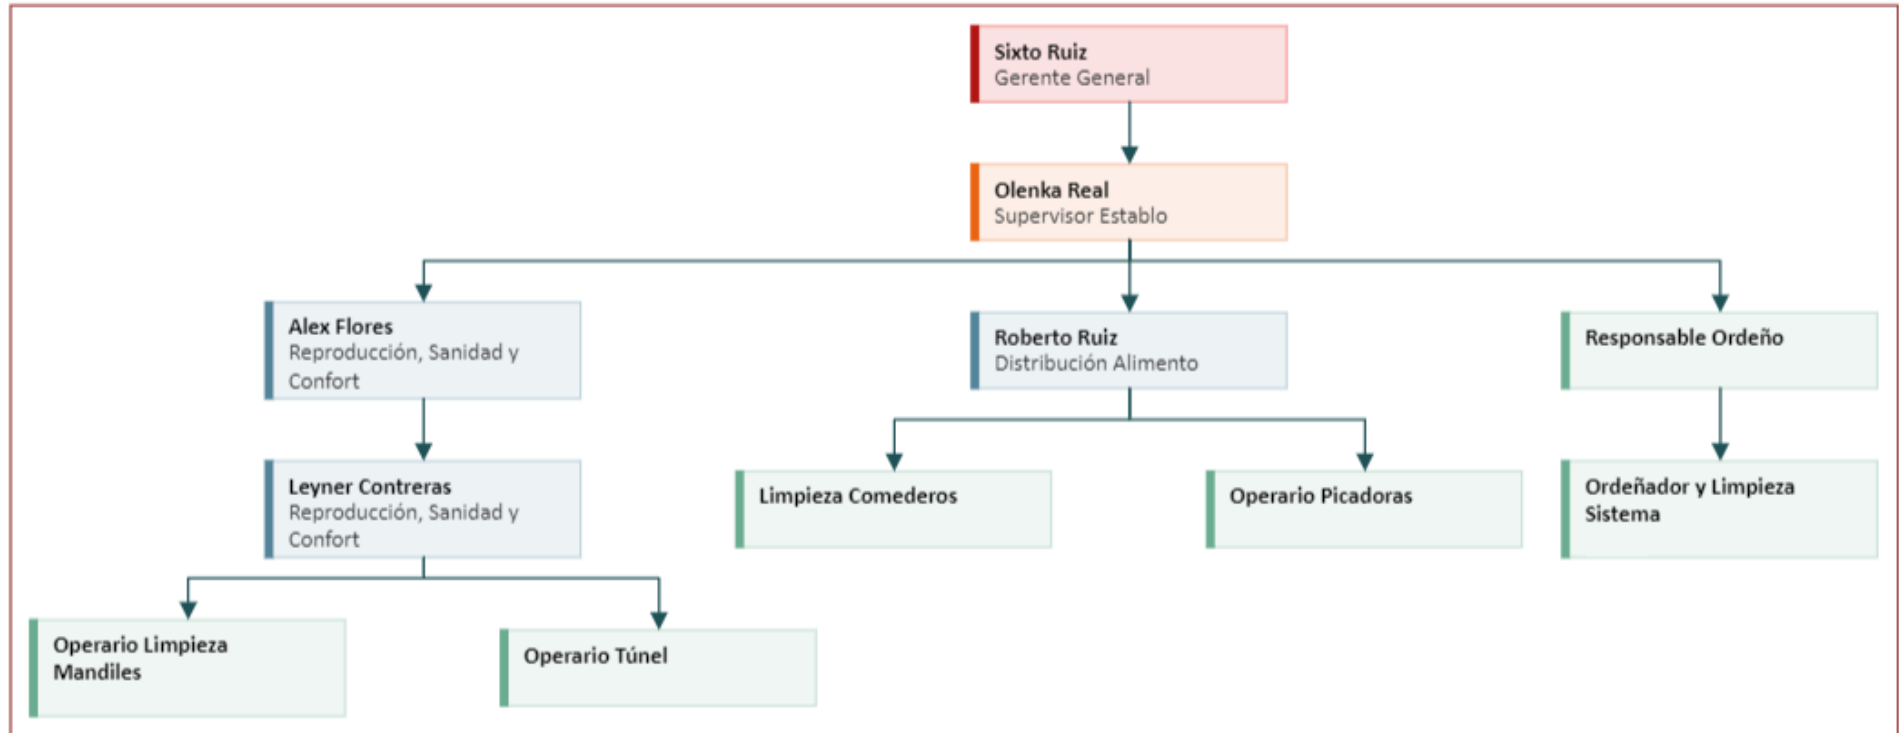 Sixto Ruiz
Gerente General
Olenka Real
Supervisor Establo
Alex Flores
Reproducción, Sanidad y
Confort
Roberto Ruiz
Distribución Alimento
Responsable Ordeño
Leyner Contreras
Reproducción, Sanidad y
Confort
Limpieza Comederos
Operario Picadoras
Ordeñador y Limpieza
Sistema
Operario Limpieza
Mandiles
Operario Túnel